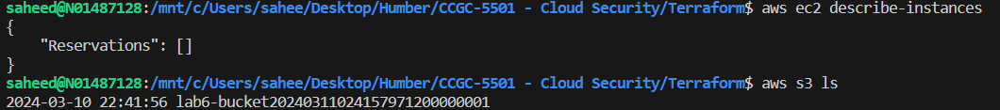 saheed@N01487128:/mnt/c/Users/sahee/Desktop/Humber/CCGC-5501 - Cloud Security/Terraform$ aws ec2 describe-instances
{
    "Reservations": []
}
saheed@N01487128:/mnt/c/Users/sahee/Desktop/Humber/CCGC-5501 - Cloud Security/Terraform$ aws s3 ls
2024-03-10 22:41:56 lab6-bucket20240311024157971200000001